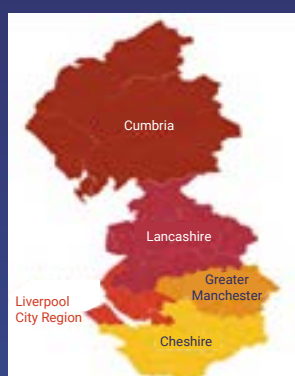 Cumbria
Lancashire
Greater
Manchester
Liverpool
City Region
Cheshire